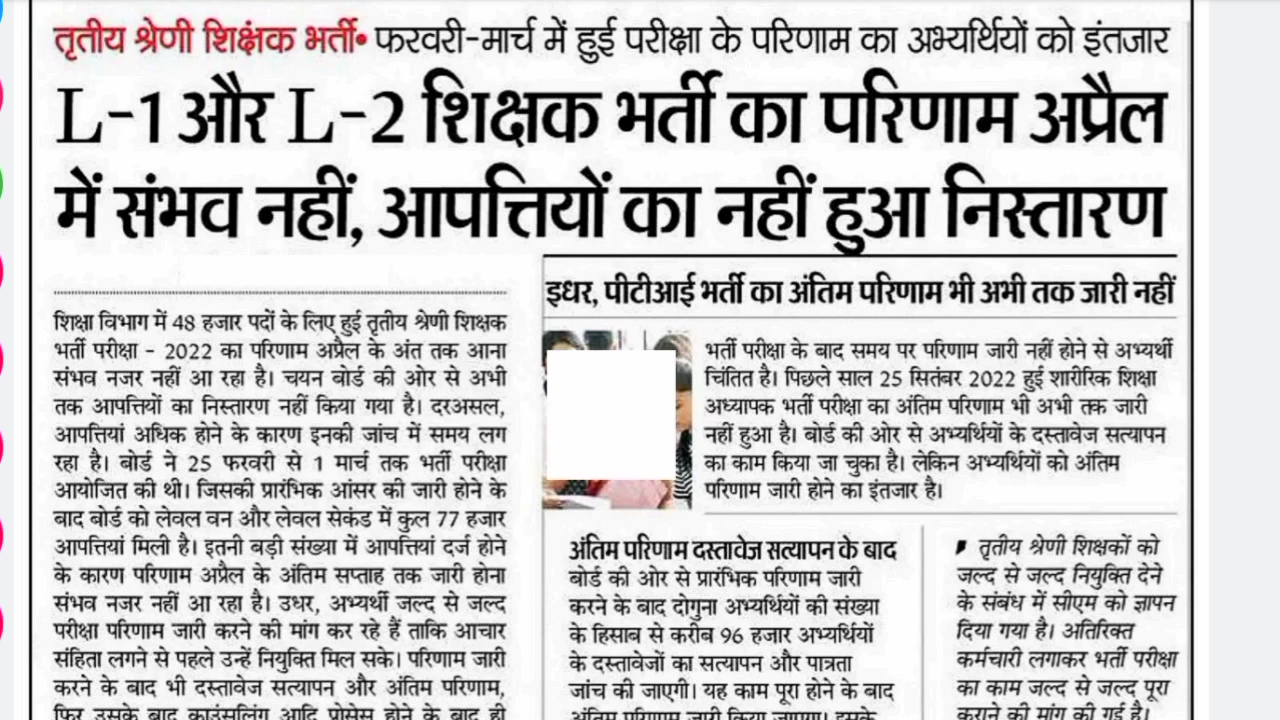 तृतीय श्रेणी शिक्षक भर्ती• फरवरी-मार्च में हुई परीक्षा के परिणाम का अभ्यर्थियों को इंतजार
L-1 और L-2 शिक्षक भर्ती का परिणाम अप्रैल
में संभव नहीं, आपत्तियों का नहीं हुआ निस्तारण
शिक्षा विभाग में 48 हजार पदों के लिए हुई तृतीय श्रेणी शिक्षक
भर्ती परीक्षा - 2022 का परिणाम अप्रैल के अंत तक आना
संभव नजर नहीं आ रहा है। चयन बोर्ड की ओर से अभी
तक आपत्तियों का निस्तारण नहीं किया गया है। दरअसल,
आपत्तियां अधिक होने के कारण इनकी जांच में समय लग
रहा है। बोर्ड ने 25 फरवरी से 1 मार्च तक भर्ती परीक्षा
आयोजित की थी। जिसकी प्रारंभिक आंसर की जारी होने के
बाद बोर्ड को लेवल वन और लेवल सेकंड में कुल 77 हजार
आपत्तियां मिली है। इतनी बड़ी संख्या में आपत्तियां दर्ज होने
के कारण परिणाम अप्रैल के अंतिम सप्ताह तक जारी होना
संभव नजर नहीं आ रहा है। उधर, अभ्यर्थी जल्द से जल्द
परीक्षा परिणाम जारी करने की मांग कर रहे हैं ताकि आचार
संहिता लगने से पहले उन्हें नियुक्ति मिल सके। परिणाम जारी
करने के बाद भी दस्तावेज सत्यापन और अंतिम परिणाम,
फिर उसके बाद काउंसलिंग आदि प्रोसेस होने के बाद ही
इधर, पीटीआई भर्ती का अंतिम परिणाम भी अभी तक जारी नहीं
भर्ती परीक्षा के बाद समय पर परिणाम जारी नहीं होने से अभ्यर्थी
चिंतित है। पिछले साल 25 सितंबर 2022 हुई शारीरिक शिक्षा
अध्यापक भर्ती परीक्षा का अंतिम परिणाम भी अभी तक जारी
नहीं हुआ है। बोर्ड की ओर से अभ्यर्थियों के दस्तावेज सत्यापन
का काम किया जा चुका है। लेकिन अभ्यर्थियों को अंतिम
परिणाम जारी होने का इंतजार है।
अंतिम परिणाम दस्तावेज सत्यापन के बाद
बोर्ड की ओर से प्रारंभिक परिणाम जारी
करने के बाद दोगुना अभ्यर्थियों की संख्या
के हिसाब से करीब 96 हजार अभ्यर्थियों
के दस्तावेजों का सत्यापन और पात्रता
जांच की जाएगी। यह काम पूरा होने के बाद
अंतिम परिणाम जारी किया जाएगा। इसके
तृतीय श्रेणी शिक्षकों को
जल्द से जल्द नियुक्ति देने
के संबंध में सीएम को ज्ञापन
दिया गया है। अतिरिक्त
कर्मचारी लगाकर भर्ती परीक्षा
का काम जल्द से जल्द पूरा
कराने की मांग की गई है।